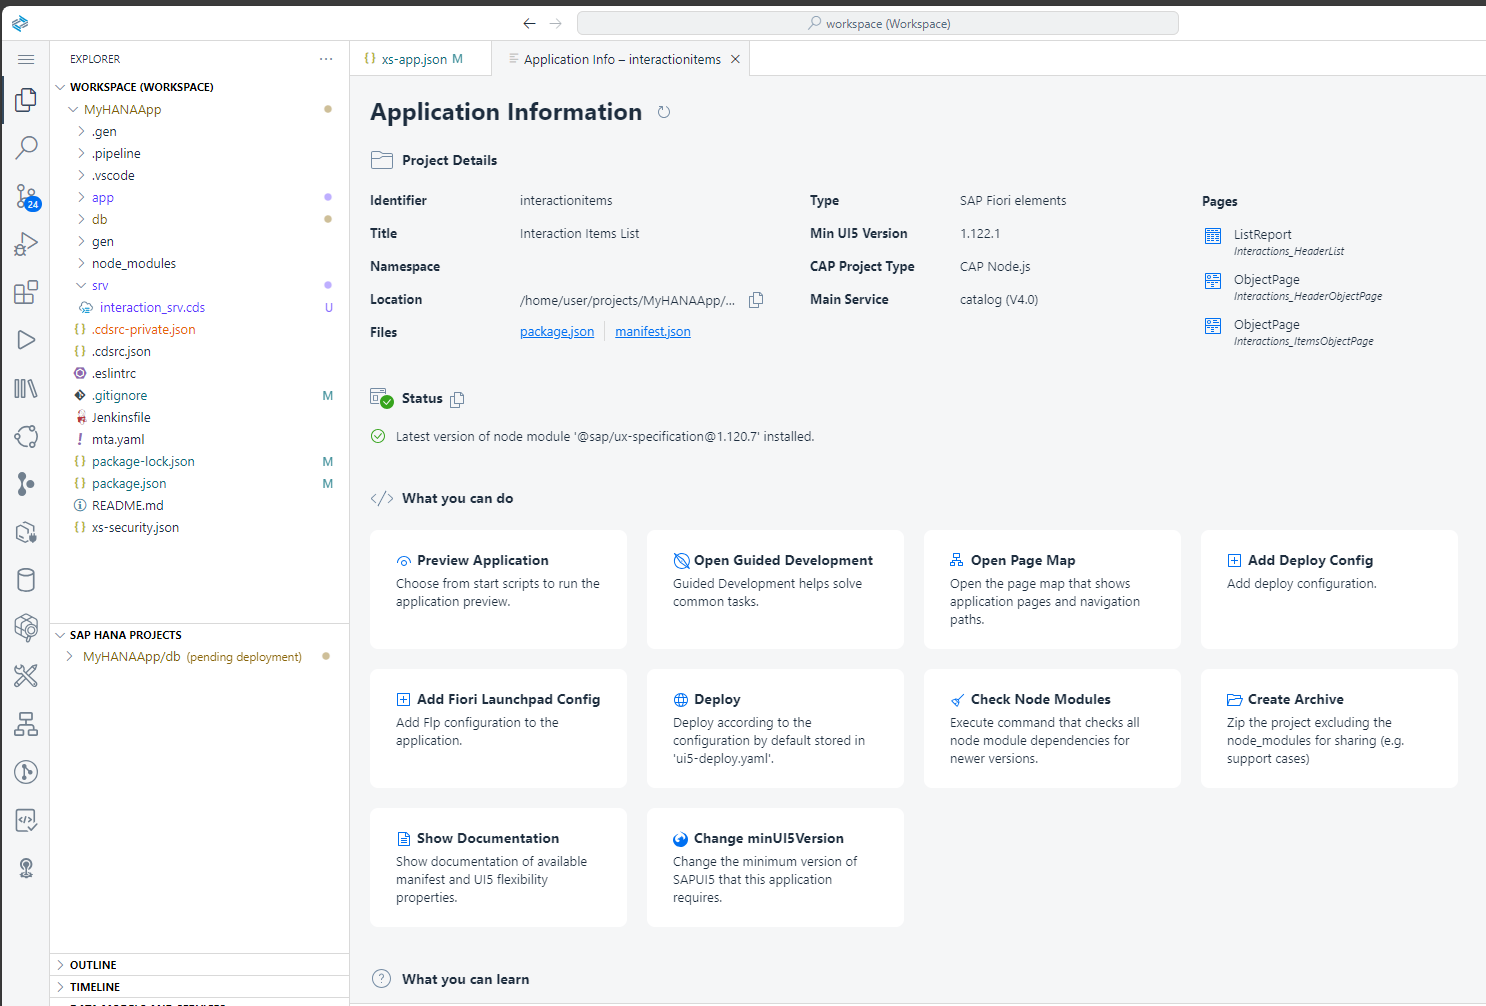 workspace (Workspace)
EXPLORER
WORKSPACE (WORKSPACE)
MyHANAApp
.gen
.pipeline
.vscode
app
db
gen
node_modules
srv
interaction_srv.cds U
.cdsrc-private.json
.cdsrc.json
.eslintrc
.gitignore M
Jenkinsfile
mta.yaml
package-lock.json M
package.json M
README.md
xs-security.json
24
SAP HANA PROJECTS
MyHANAApp/db (pending deployment)
OUTLINE
TIMELINE
xs-app.json M
Application Info – interactionitems
Application Information
Project Details
Identifier interactionitems
Title Interaction Items List
Namespace
Location /home/user/projects/MyHANAApp/...
Files package.json manifest.json
Type SAP Fiori elements
Min UI5 Version 1.122.1
CAP Project Type CAP Node.js
Main Service catalog (V4.0)
Pages
ListReport
Interactions_HeaderList
ObjectPage
Interactions_HeaderObjectPage
ObjectPage
Interactions_ItemsObjectPage
Status
Latest version of node module '@sap/ux-specification@1.120.7' installed.
What you can do
Preview Application
Choose from start scripts to run the
application preview.
Open Guided Development
Guided Development helps solve
common tasks.
Open Page Map
Open the page map that shows
application pages and navigation
paths.
Add Deploy Config
Add deploy configuration.
Add Fiori Launchpad Config
Add Flp configuration to the
application.
Deploy
Deploy according to the
configuration by default stored in
'ui5-deploy.yaml'.
Check Node Modules
Execute command that checks all
node module dependencies for
newer versions.
Create Archive
Zip the project excluding the
node_modules for sharing (e.g.
support cases)
Show Documentation
Show documentation of available
manifest and UI5 flexibility
properties.
Change minUI5Version
Change the minimum version of
SAPUI5 that this application
requires.
What you can learn